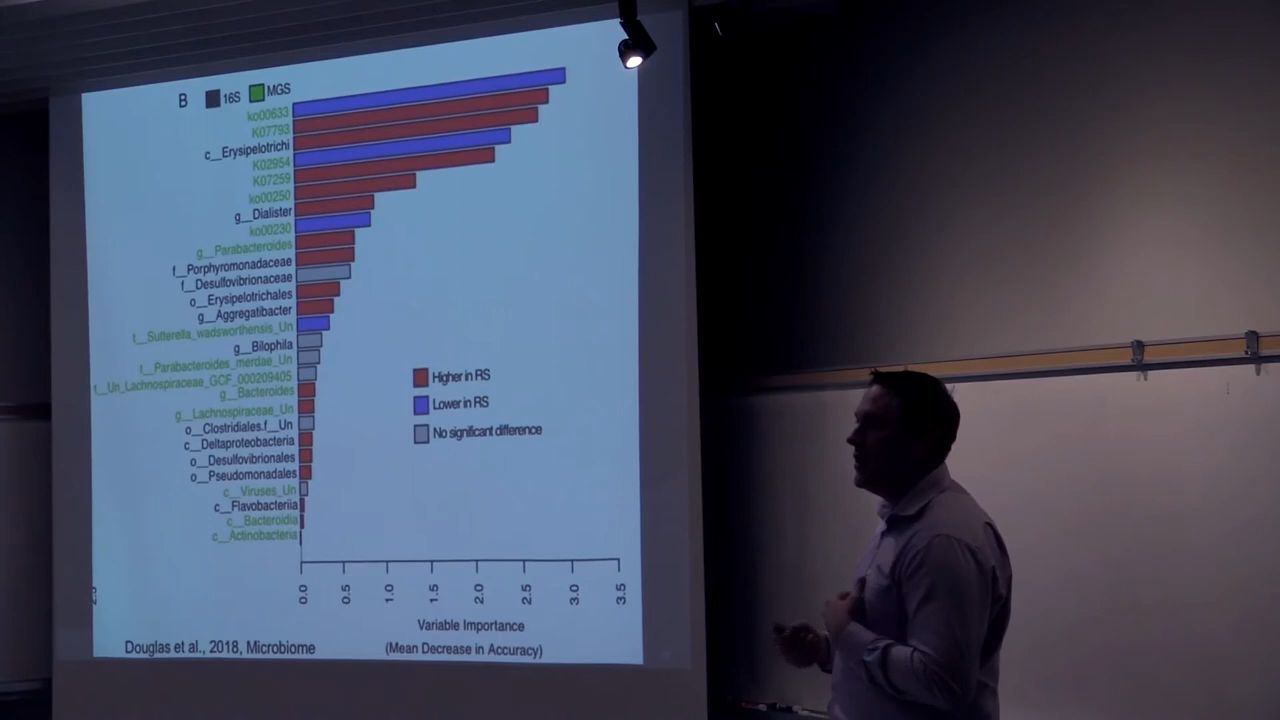 B 16S MGS
ko00633
K07793
c__Erysipelotrichi
K02954
K07259
ko00250
g__Dialister
ko00230
g__Parabacteroides
f__Porphyromonadaceae
f__Desulfovibrionaceae
o__Erysipelotrichales
g__Aggregatibacter
t__Sutterella_wadsworthensis_Un
g__Bilophila
t__Parabacteroides_merdae_Un
t__Un_Lachnospiraceae_GCF_000209405
g__Bacteroides
g__Lachnospiraceae_Un
o__Clostridiales.f__Un
c__Deltaproteobacteria
o__Desulfovibrionales
o__Pseudomonadales
c__Viruses_Un
c__Flavobacteriia
c__Bacteroidia
c__Actinobacteria
Higher in RS
Lower in RS
No significant difference
0.0 0.5 1.0 1.5 2.0 2.5 3.0 3.5
Variable Importance
(Mean Decrease in Accuracy)
Douglas et al., 2018, Microbiome